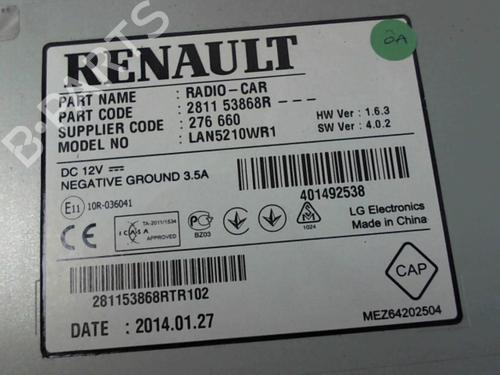 RENAULT
PART NAME : RADIO-CAR
PART CODE : 2811 53868R - - -
SUPPLIER CODE : 276 660
MODEL NO : LAN5210WR1
HW Ver : 1.6.3
SW Ver : 4.0.2
DC 12V
NEGATIVE GROUND 3.5A
401492538
E11 10R-036041
TA-2011/1534
ICASA APPROVED
BZ03
1024
LG Electronics
Made in China
CAP
281153868RTR102
DATE : 2014.01.27
MEZ64202504
B-PARTS